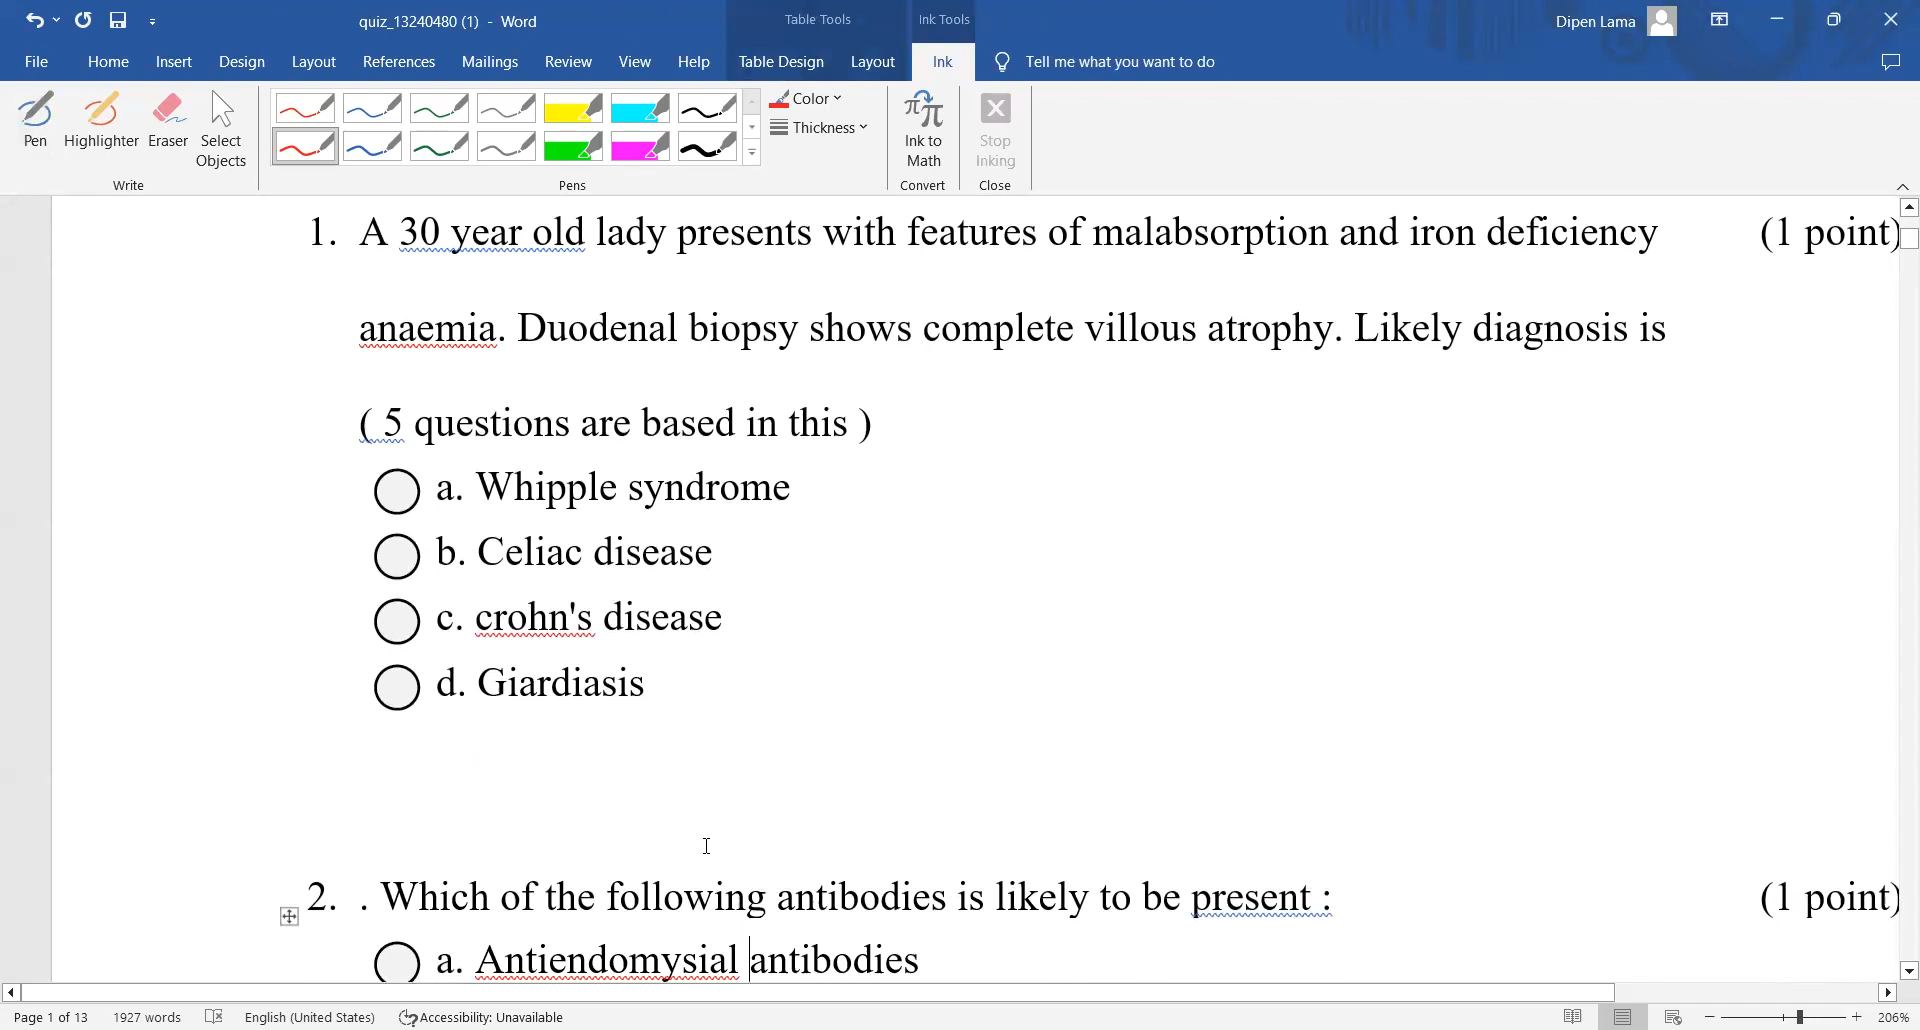 quiz_13240480 (1) - Word
Table Tools
Ink Tools
Dipen Lama
File Home Insert Design Layout References Mailings Review View Help Table Design Layout Ink Tell me what you want to do
Pen Highlighter Eraser Select Objects
Write
Pens
Color
Thickness
Ink to Math
Convert
Stop Inking
Close
1. A 30 year old lady presents with features of malabsorption and iron deficiency (1 point)
anaemia. Duodenal biopsy shows complete villous atrophy. Likely diagnosis is
( 5 questions are based in this )
a. Whipple syndrome
b. Celiac disease
c. crohn's disease
d. Giardiasis
2. . Which of the following antibodies is likely to be present : (1 point)
a. Antiendomysial antibodies
Page 1 of 13 1927 words English (United States) Accessibility: Unavailable 206%